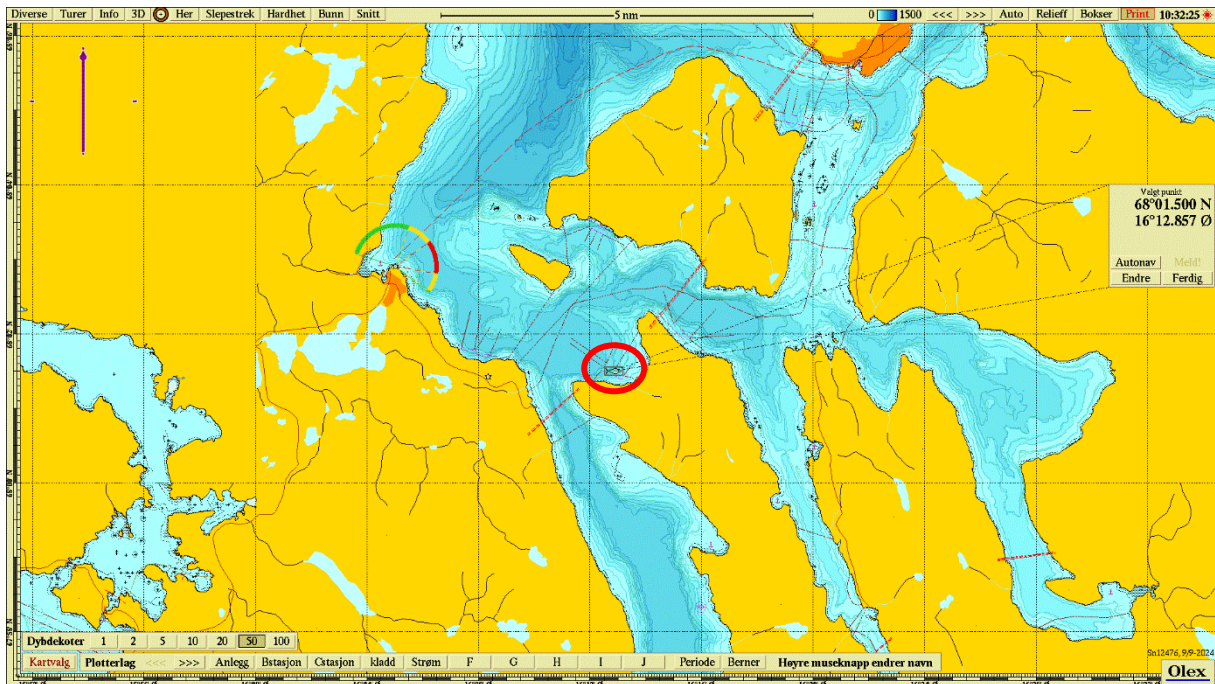 Diverse Turer Info 3D Her Slepestrek Hardhet Bunn Snitt 5 nm 0 1500 <<< >>> Auto Relieff Bokser Print 10:32:25
Valgt punkt
68°01.500 N
16°12.857 Ø
Autonav Meld!
Endre Ferdig
Dybdekoter 1 2 5 10 20 50 100
Sn12476, 9/9-2024
Kartvalg Plotterlag <<< >>> Anlegg Bstasjon Cstasjon kladd Strøm F G H I J Periode Berner Høyre museknapp endrer navn
Olex